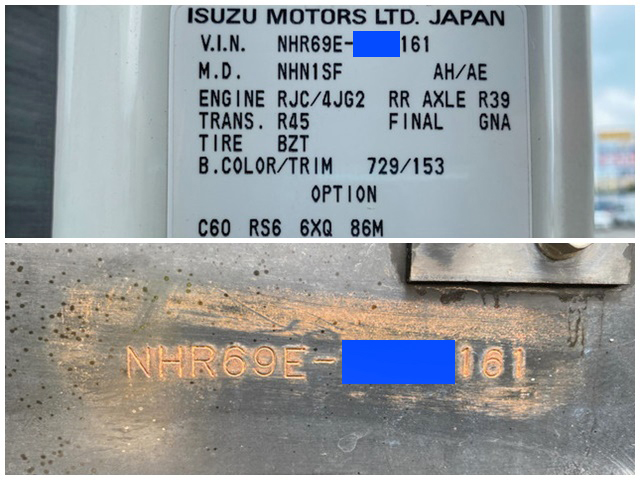 ISUZU MOTORS LTD. JAPAN
V.I.N. NHR69E-161
M.D. NHN1SF AH/AE
ENGINE RJC/4JG2 RR AXLE R39
TRANS. R45 FINAL GNA
TIRE BZT
B.COLOR/TRIM 729/153
OPTION
C60 RS6 6XQ 86M
NHR69E-161